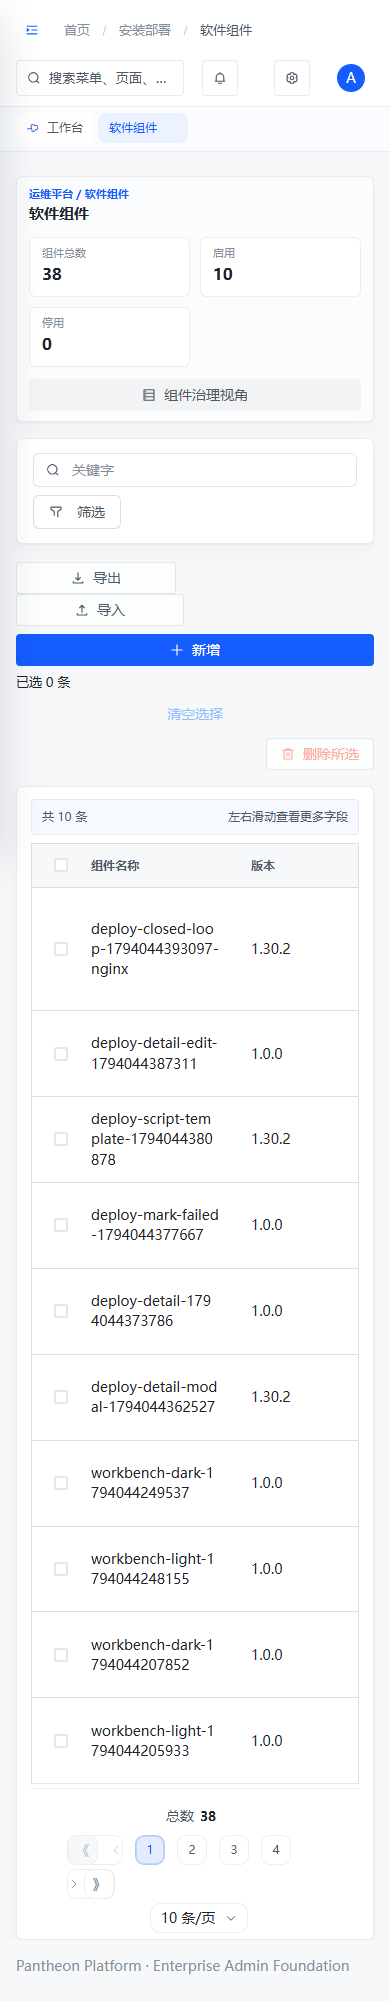 首页 / 安装部署 / 软件组件
搜索菜单、页面、... A
工作台 软件组件
运维平台 / 软件组件
软件组件
组件总数 启用
38 10
停用
0
组件治理视角
关键字
筛选
导出
导入
新增
已选 0 条
清空选择
删除所选
共 10 条 左右滑动查看更多字段
组件名称 版本
deploy-closed-loo
p-1794044393097-
nginx
1.30.2
deploy-detail-edit-
1794044387311
1.0.0
deploy-script-tem
plate-1794044380
878
1.30.2
deploy-mark-failed
-1794044377667
1.0.0
deploy-detail-179
4044373786
1.0.0
deploy-detail-mod
al-1794044362527
1.30.2
workbench-dark-1
794044249537
1.0.0
workbench-light-1
794044248155
1.0.0
workbench-dark-1
794044207852
1.0.0
workbench-light-1
794044205933
1.0.0
总数 38
1 2 3 4
10 条/页
Pantheon Platform · Enterprise Admin Foundation